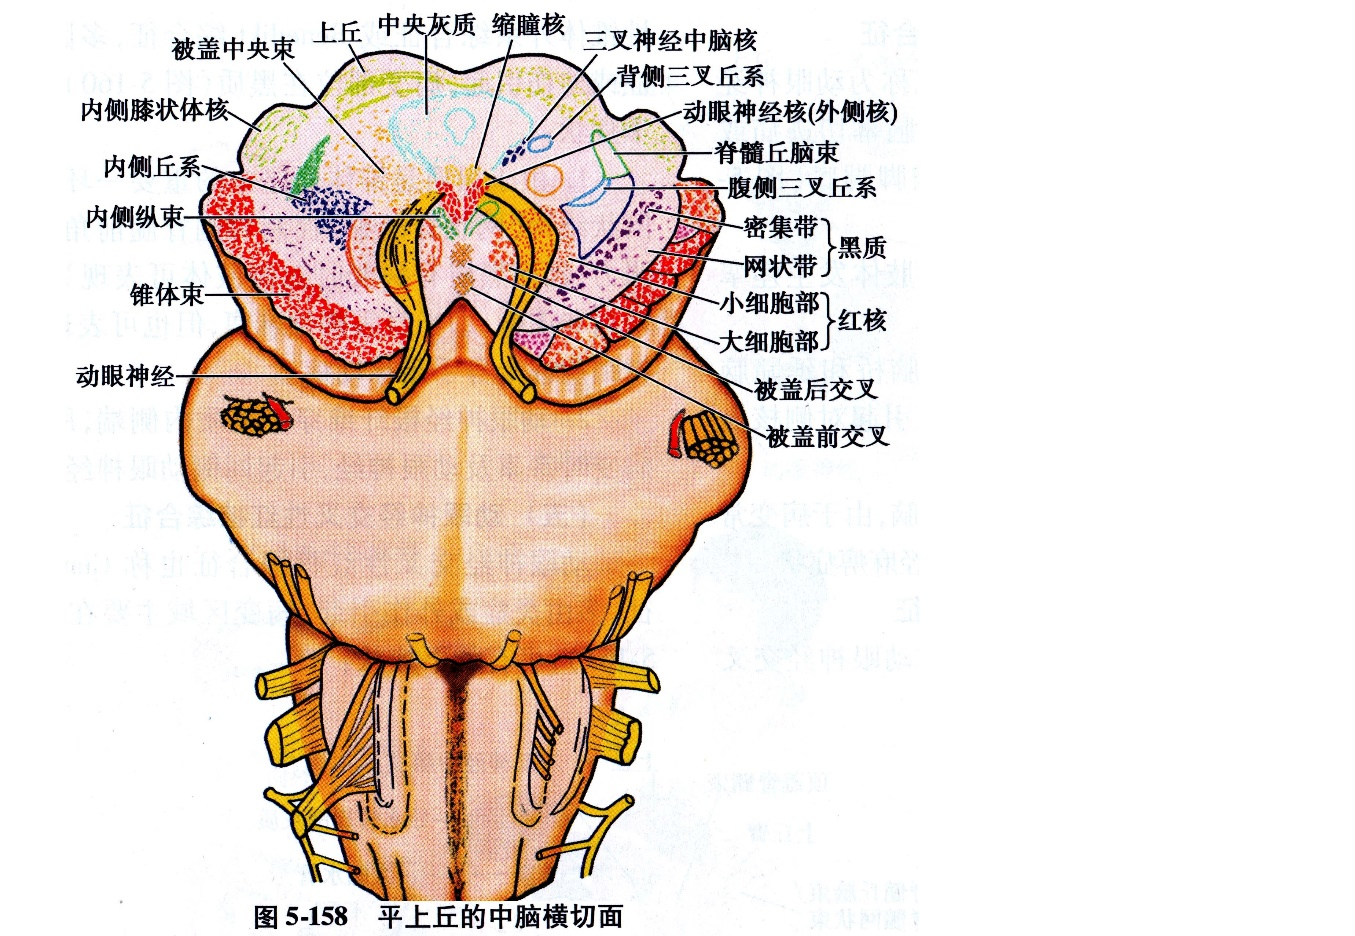 上丘
中央灰质
缩瞳核
被盖中央束
三叉神经中脑核
背侧三叉丘系
内侧膝状体核
动眼神经核(外侧核)
内侧丘系
脊髓丘脑束
腹侧三叉丘系
内侧纵束
密集带
黑质
网状带
锥体束
小细胞部
红核
大细胞部
动眼神经
被盖后交叉
被盖前交叉
图 5-158 平上丘的中脑横切面